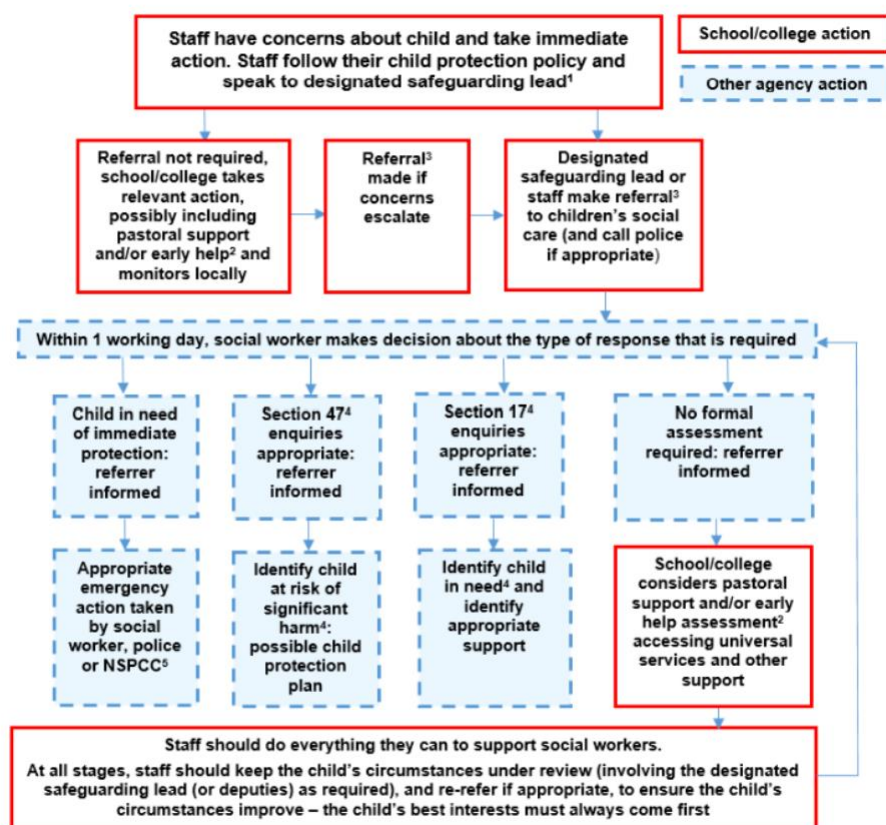 Staff have concerns about child and take immediate
action. Staff follow their child protection policy and
speak to designated safeguarding lead¹
School/college action
Other agency action
Referral not required,
school/college takes
relevant action,
possibly including
pastoral support
and/or early help² and
monitors locally
Referral³
made if
concerns
escalate
Designated
safeguarding lead or
staff make referral³
to children's social
care (and call police
if appropriate)
Within 1 working day, social worker makes decision about the type of response that is required
Child in need
of immediate
protection:
referrer
informed
Section 47⁴
enquiries
appropriate:
referrer
informed
Section 17⁴
enquiries
appropriate:
referrer
informed
No formal
assessment
required: referrer
informed
Appropriate
emergency
action taken
by social
worker, police
or NSPCC⁵
Identify child
at risk of
significant
harm⁴:
possible child
protection
plan
Identify child
in need⁴ and
identify
appropriate
support
School/college
considers pastoral
support and/or early
help assessment²
accessing universal
services and other
support
Staff should do everything they can to support social workers.
At all stages, staff should keep the child's circumstances under review (involving the designated
safeguarding lead (or deputies) as required), and re-refer if appropriate, to ensure the child's
circumstances improve – the child's best interests must always come first